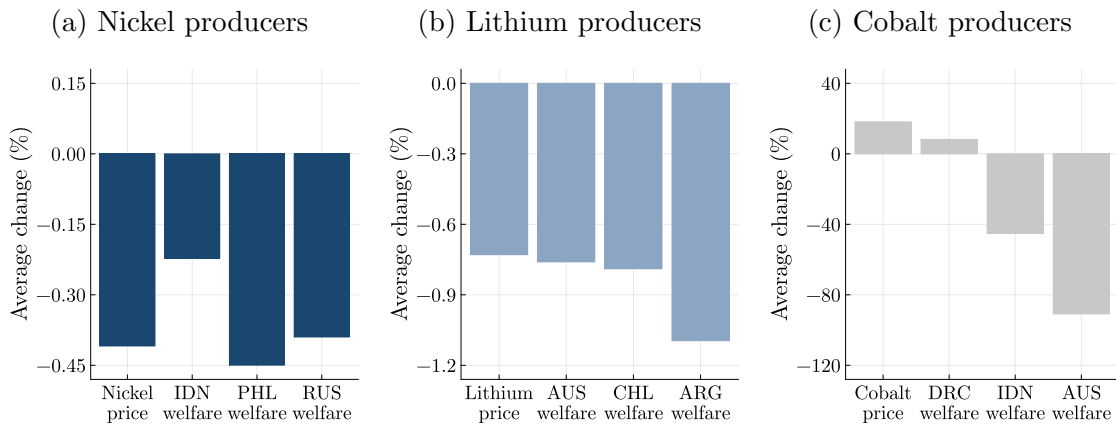 (a) Nickel producers
Average change (%)
0.15
0.00
−0.15
−0.30
−0.45
Nickel price
IDN welfare
PHL welfare
RUS welfare
(b) Lithium producers
Average change (%)
0.0
−0.3
−0.6
−0.9
−1.2
Lithium price
AUS welfare
CHL welfare
ARG welfare
(c) Cobalt producers
Average change (%)
40
0
−40
−80
−120
Cobalt price
DRC welfare
IDN welfare
AUS welfare